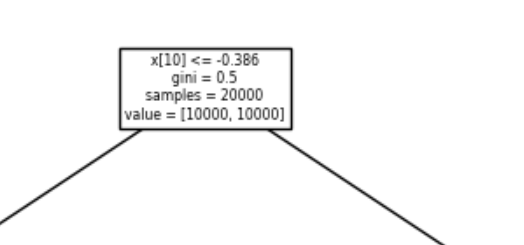 x[10] <= -0.386
gini = 0.5
samples = 20000
value = [10000, 10000]